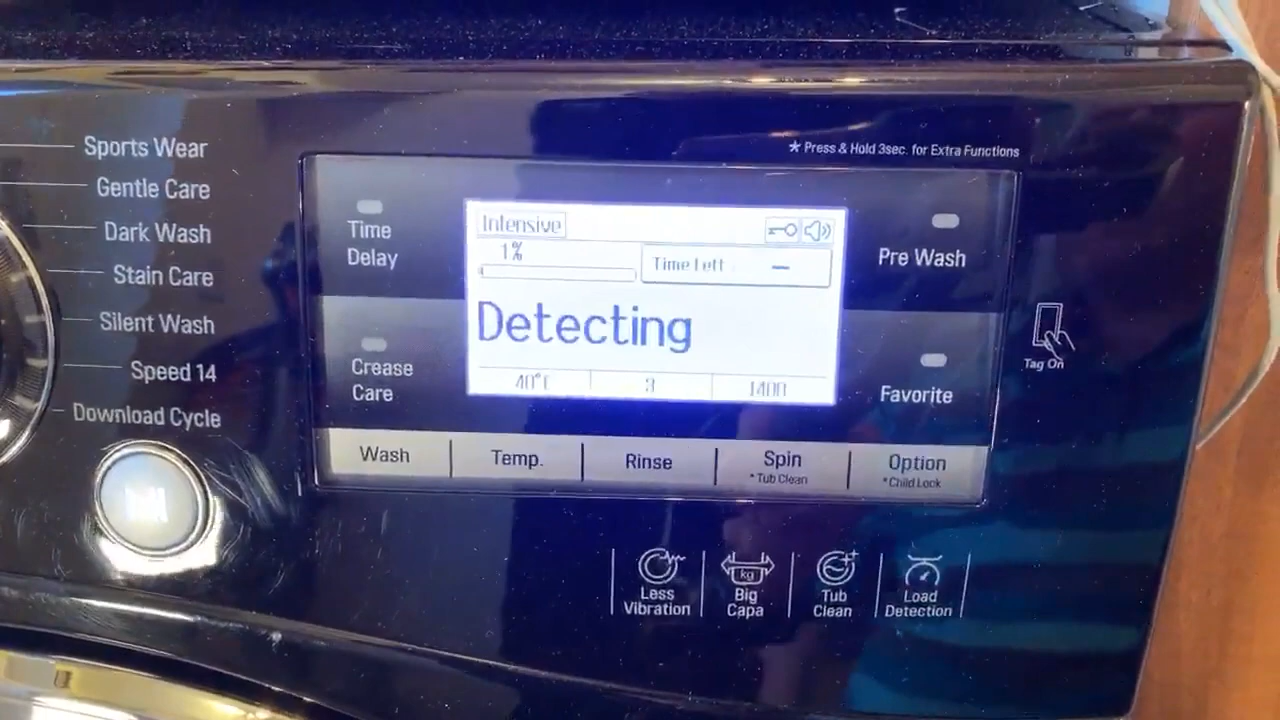 Sports Wear
Gentle Care
Dark Wash
Stain Care
Silent Wash
Speed 14
Download Cycle
* Press & Hold 3sec. for Extra Functions
Time
Delay
Crease
Care
Intensive
1%
Time Left –
Detecting
40°C 3 1400
Pre Wash
Favorite
Tag On
Wash Temp. Rinse Spin Option
*Tub Clean *Child Lock
Less
Vibration
Big
Capa
kg
Tub
Clean
Load
Detection